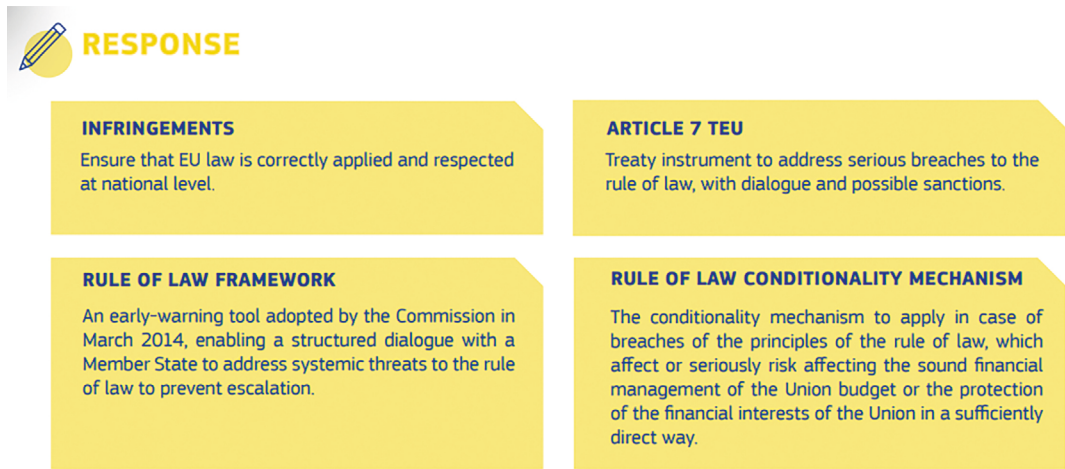 RESPONSE
INFRINGEMENTS
Ensure that EU law is correctly applied and respected
at national level.
ARTICLE 7 TEU
Treaty instrument to address serious breaches to the
rule of law, with dialogue and possible sanctions.
RULE OF LAW FRAMEWORK
An early-warning tool adopted by the Commission in
March 2014, enabling a structured dialogue with a
Member State to address systemic threats to the rule
of law to prevent escalation.
RULE OF LAW CONDITIONALITY MECHANISM
The conditionality mechanism to apply in case of
breaches of the principles of the rule of law, which
affect or seriously risk affecting the sound financial
management of the Union budget or the protection
of the financial interests of the Union in a sufficiently
direct way.